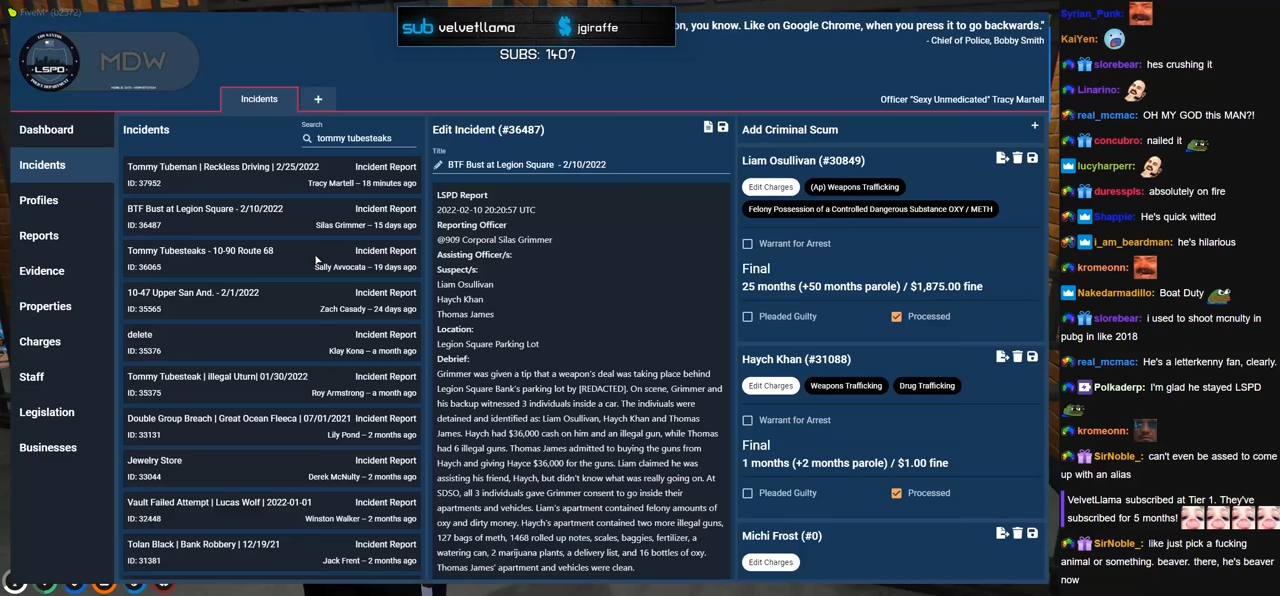 FiveM* (b2372)
sub velvetllama
jgiraffe
SUBS: 1407
on, you know. Like on Google Chrome, when you press it to go backwards."
- Chief of Police, Bobby Smith
LOS SANTOS
LSPD
POLICE DEPARTMENT
MDW
MOBILE DATA WORKSTATION
Incidents
+
Officer "Sexy Unmedicated" Tracy Martell
Dashboard
Incidents
Profiles
Reports
Evidence
Properties
Charges
Staff
Legislation
Businesses
Incidents
Search
tommy tubesteaks
Tommy Tubeman | Reckless Driving | 2/25/2022 Incident Report
ID: 37952 Tracy Martell – 18 minutes ago
BTF Bust at Legion Square - 2/10/2022 Incident Report
ID: 36487 Silas Grimmer – 15 days ago
Tommy Tubesteaks - 10-90 Route 68 Incident Report
ID: 36065 Sally Avvocata – 19 days ago
10-47 Upper San And. - 2/1/2022 Incident Report
ID: 35565 Zach Casady – 24 days ago
delete Incident Report
ID: 35376 Klay Kona – a month ago
Tommy Tubesteak | illegal Uturn| 01/30/2022 Incident Report
ID: 35375 Roy Armstrong – a month ago
Double Group Breach | Great Ocean Fleeca | 07/01/2021 Incident Report
ID: 33131 Lily Pond – 2 months ago
Jewelry Store Incident Report
ID: 33044 Derek McNulty – 2 months ago
Vault Failed Attempt | Lucas Wolf | 2022-01-01 Incident Report
ID: 32448 Winston Walker – 2 months ago
Tolan Black | Bank Robbery | 12/19/21 Incident Report
ID: 31381 Jack Frent – 2 months ago
Edit Incident (#36487)
Title
BTF Bust at Legion Square - 2/10/2022
LSPD Report
2022-02-10 20:20:57 UTC
Reporting Officer
@909 Corporal Silas Grimmer
Assisting Officer/s:
Suspect/s:
Liam Osullivan
Haych Khan
Thomas James
Location:
Legion Square Parking Lot
Debrief:
Grimmer was given a tip that a weapon's deal was taking place behind
Legion Square Bank's parking lot by [REDACTED]. On scene, Grimmer and
his backup witnessed 3 individuals inside a car. The indiviuals were
detained and identified as: Liam Osullivan, Haych Khan and Thomas
James. Haych had $36,000 cash on him and an illegal gun, while Thomas
had 6 illegal guns. Thomas James admitted to buying the guns from
Haych and giving Hayce $36,000 for the guns. Liam claimed he was
assisting his friend, Haych, but didn't know what was really going on. At
SDSO, all 3 individuals gave Grimmer consent to go inside their
apartments and vehicles. Liam's apartment contained felony amounts of
oxy and dirty money. Haych's apartment contained two more illegal guns,
127 bags of meth, 1468 rolled up notes, scales, baggies, fertilizer, a
watering can, 2 marijuana plants, a delivery list, and 16 bottles of oxy.
Thomas James' apartment and vehicles were clean.
Add Criminal Scum
+
Liam Osullivan (#30849)
Edit Charges (Ap) Weapons Trafficking
Felony Possession of a Controlled Dangerous Substance OXY / METH
Warrant for Arrest
Final
25 months (+50 months parole) / $1,875.00 fine
Pleaded Guilty Processed
Haych Khan (#31088)
Edit Charges Weapons Trafficking Drug Trafficking
Warrant for Arrest
Final
1 months (+2 months parole) / $1.00 fine
Pleaded Guilty Processed
Michi Frost (#0)
Edit Charges
Syrian_Punk:
KaiYen:
slorebear: hes crushing it
Linarino:
real_mcmac: OH MY GOD this MAN?!
concubro: nailed it
lucyharperr:
duresspls: absolutely on fire
Shappie: He's quick witted
i_am_beardman: he's hilarious
kromeonn:
Nakedarmadillo: Boat Duty
slorebear: i used to shoot mcnulty in
pubg in like 2018
real_mcmac: He's a letterkenny fan, clearly.
Polkaderp: I'm glad he stayed LSPD
kromeonn:
SirNoble_: can't even be assed to come
up with an alias
VelvetLlama subscribed at Tier 1. They've
subscribed for 5 months!
SirNoble_: like just pick a fucking
animal or something. beaver. there, he's beaver
now